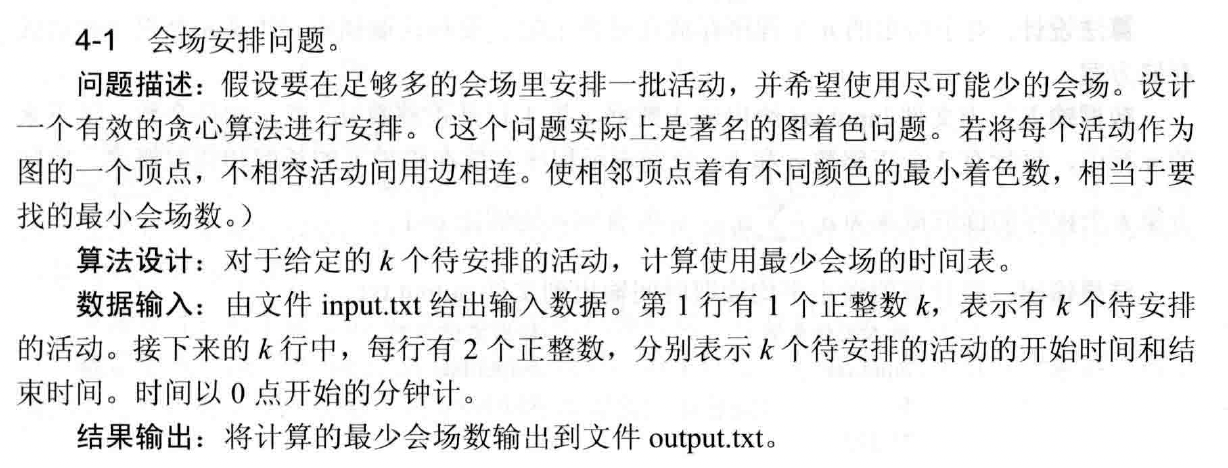 4-1 会场安排问题。
问题描述：假设要在足够多的会场里安排一批活动，并希望使用尽可能少的会场。设计
一个有效的贪心算法进行安排。（这个问题实际上是著名的图着色问题。若将每个活动作为
图的一个顶点，不相容活动间用边相连。使相邻顶点着有不同颜色的最小着色数，相当于要
找的最小会场数。）
算法设计：对于给定的 k 个待安排的活动，计算使用最少会场的时间表。
数据输入：由文件 input.txt 给出输入数据。第 1 行有 1 个正整数 k，表示有 k 个待安排
的活动。接下来的 k 行中，每行有 2 个正整数，分别表示 k 个待安排的活动的开始时间和结
束时间。时间以 0 点开始的分钟计。
结果输出：将计算的最少会场数输出到文件 output.txt。